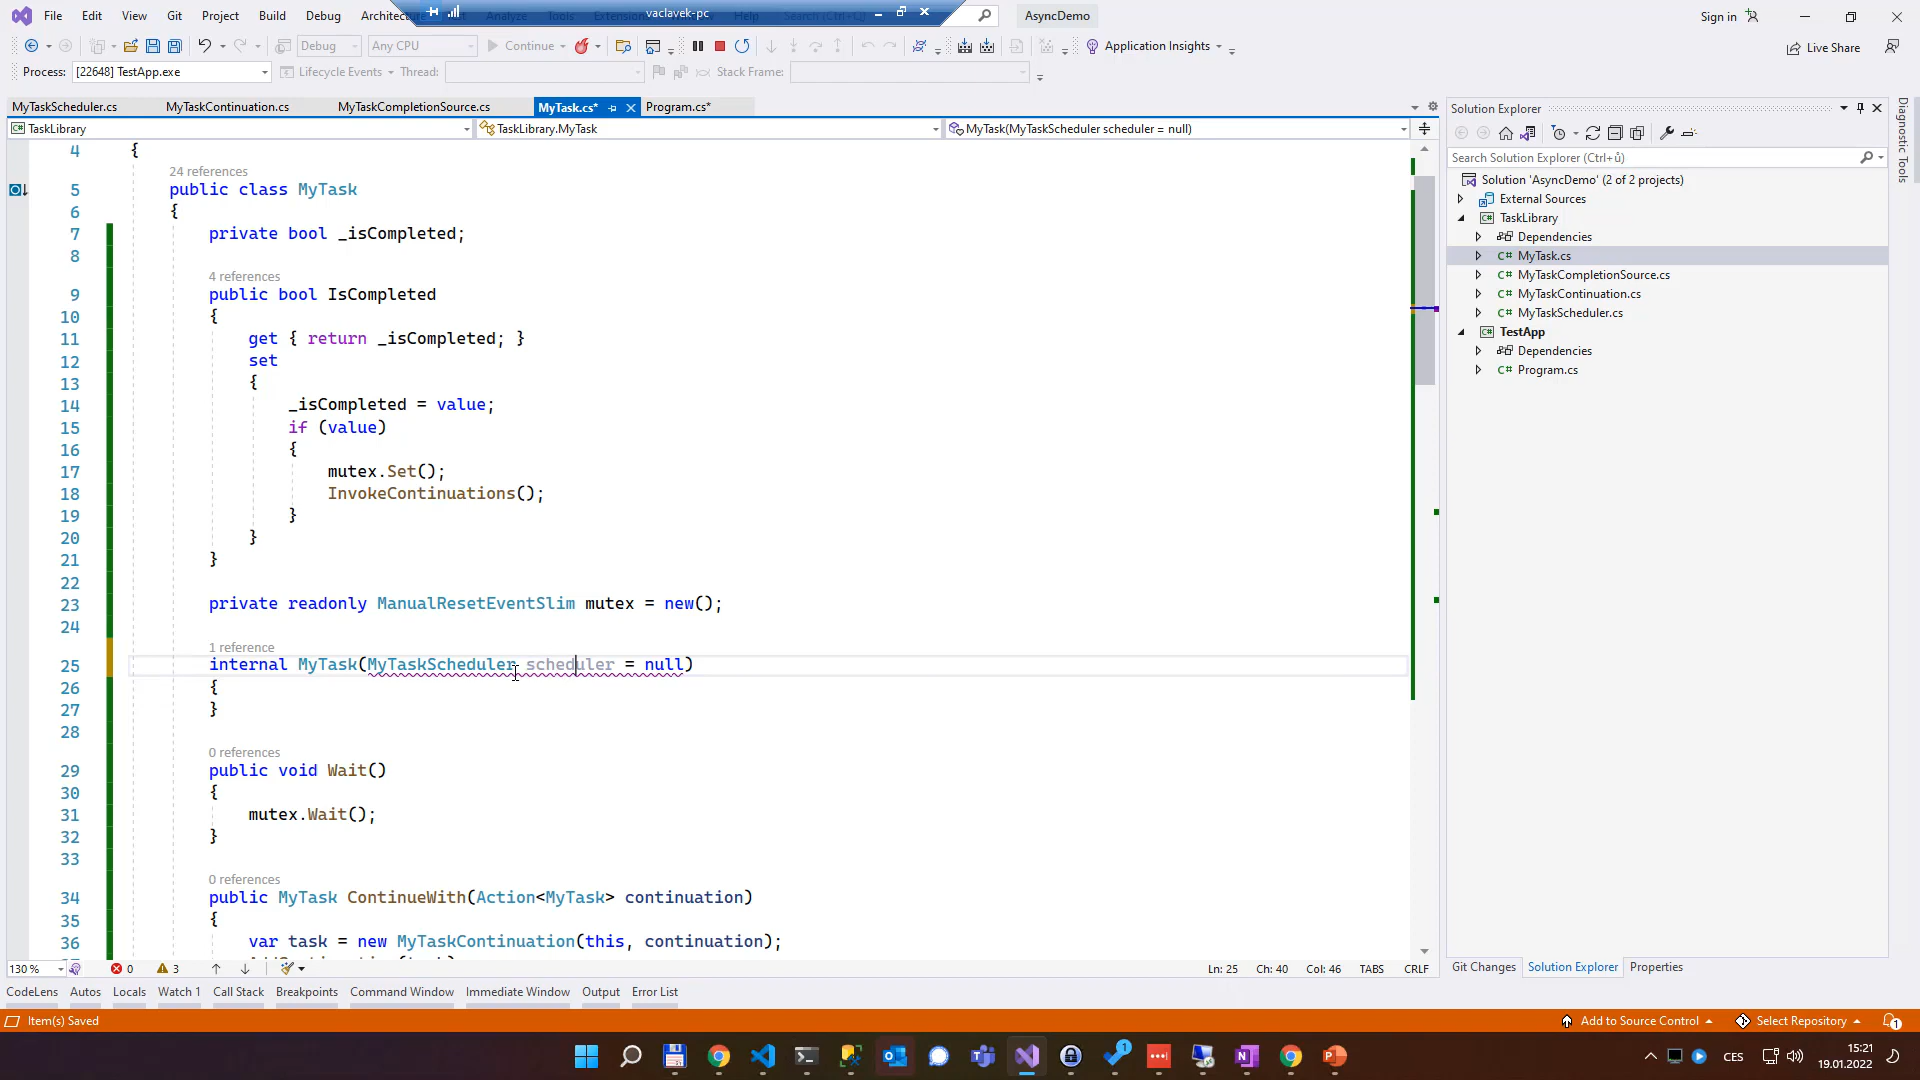 File Edit View Git Project Build Debug vaclavek-pc AsyncDemo Sign in
Debug Any CPU Continue Application Insights Live Share
Process: [22648] TestApp.exe Lifecycle Events Thread: Stack Frame:
MyTaskScheduler.cs MyTaskContinuation.cs MyTaskCompletionSource.cs MyTask.cs* Program.cs*
TaskLibrary TaskLibrary.MyTask MyTask(MyTaskScheduler scheduler = null)
4 {
24 references
5 public class MyTask
6 {
7 private bool _isCompleted;
8
4 references
9 public bool IsCompleted
10 {
11 get { return _isCompleted; }
12 set
13 {
14 _isCompleted = value;
15 if (value)
16 {
17 mutex.Set();
18 InvokeContinuations();
19 }
20 }
21 }
22
23 private readonly ManualResetEventSlim mutex = new();
24
1 reference
25 internal MyTask(MyTaskScheduler scheduler = null)
26 {
27 }
28
0 references
29 public void Wait()
30 {
31 mutex.Wait();
32 }
33
0 references
34 public MyTask ContinueWith(Action<MyTask> continuation)
35 {
36 var task = new MyTaskContinuation(this, continuation);
130 % 0 3 Ln: 25 Ch: 40 Col: 46 TABS CRLF
CodeLens Autos Locals Watch 1 Call Stack Breakpoints Command Window Immediate Window Output Error List
Solution Explorer
Search Solution Explorer (Ctrl+ů)
Solution 'AsyncDemo' (2 of 2 projects)
External Sources
C# TaskLibrary
Dependencies
C# MyTask.cs
C# MyTaskCompletionSource.cs
C# MyTaskContinuation.cs
C# MyTaskScheduler.cs
C# TestApp
Dependencies
C# Program.cs
Git Changes Solution Explorer Properties
Diagnostic Tools
Item(s) Saved Add to Source Control Select Repository 1
1 CES 15:21
19.01.2022